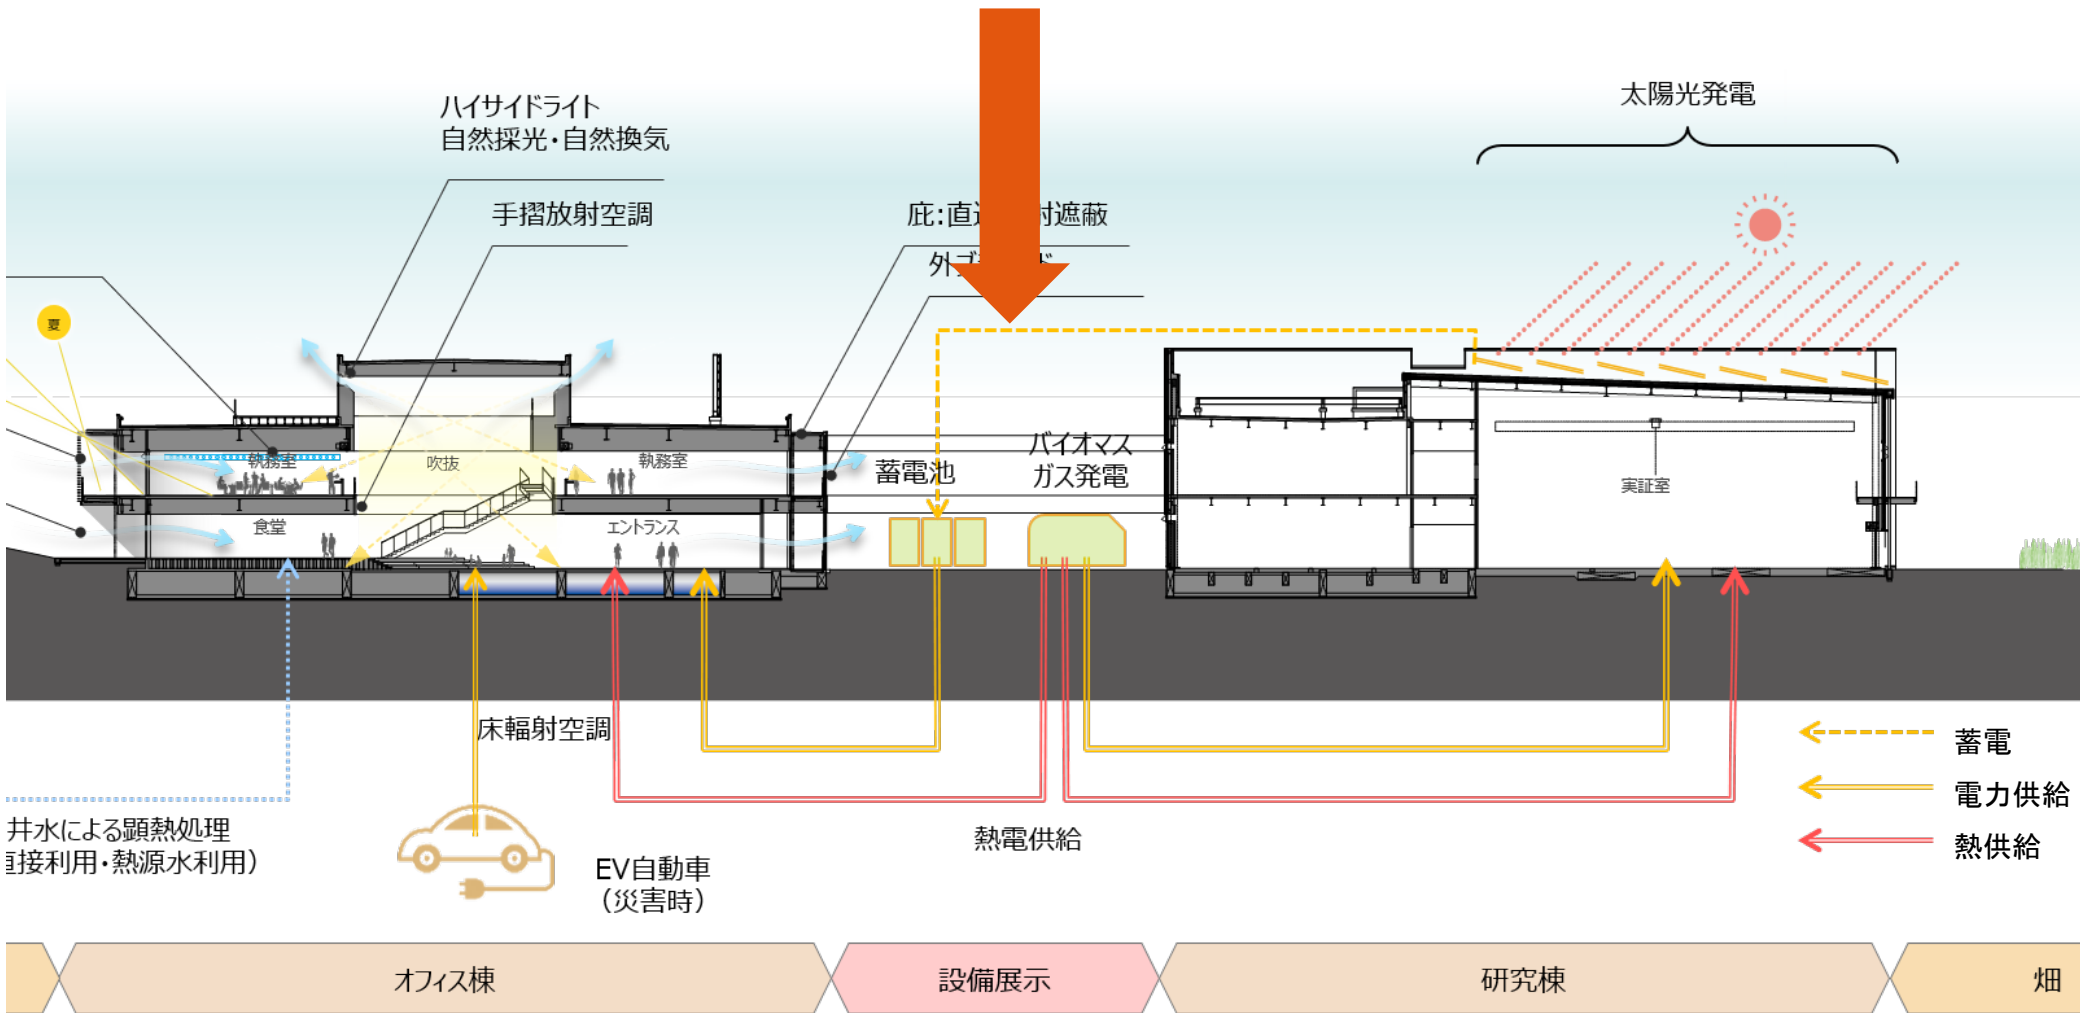 ハイサイドライト
自然採光・自然換気
手摺放射空調
庇:直
射遮蔽
外ブ
ド
太陽光発電
夏
執務室
吹抜
執務室
食堂
エントランス
蓄電池
バイオマス
ガス発電
実証室
床輻射空調
井水による顕熱処理
直接利用・熱源水利用)
EV自動車
(災害時)
熱電供給
蓄電
電力供給
熱供給
オフィス棟
設備展示
研究棟
畑